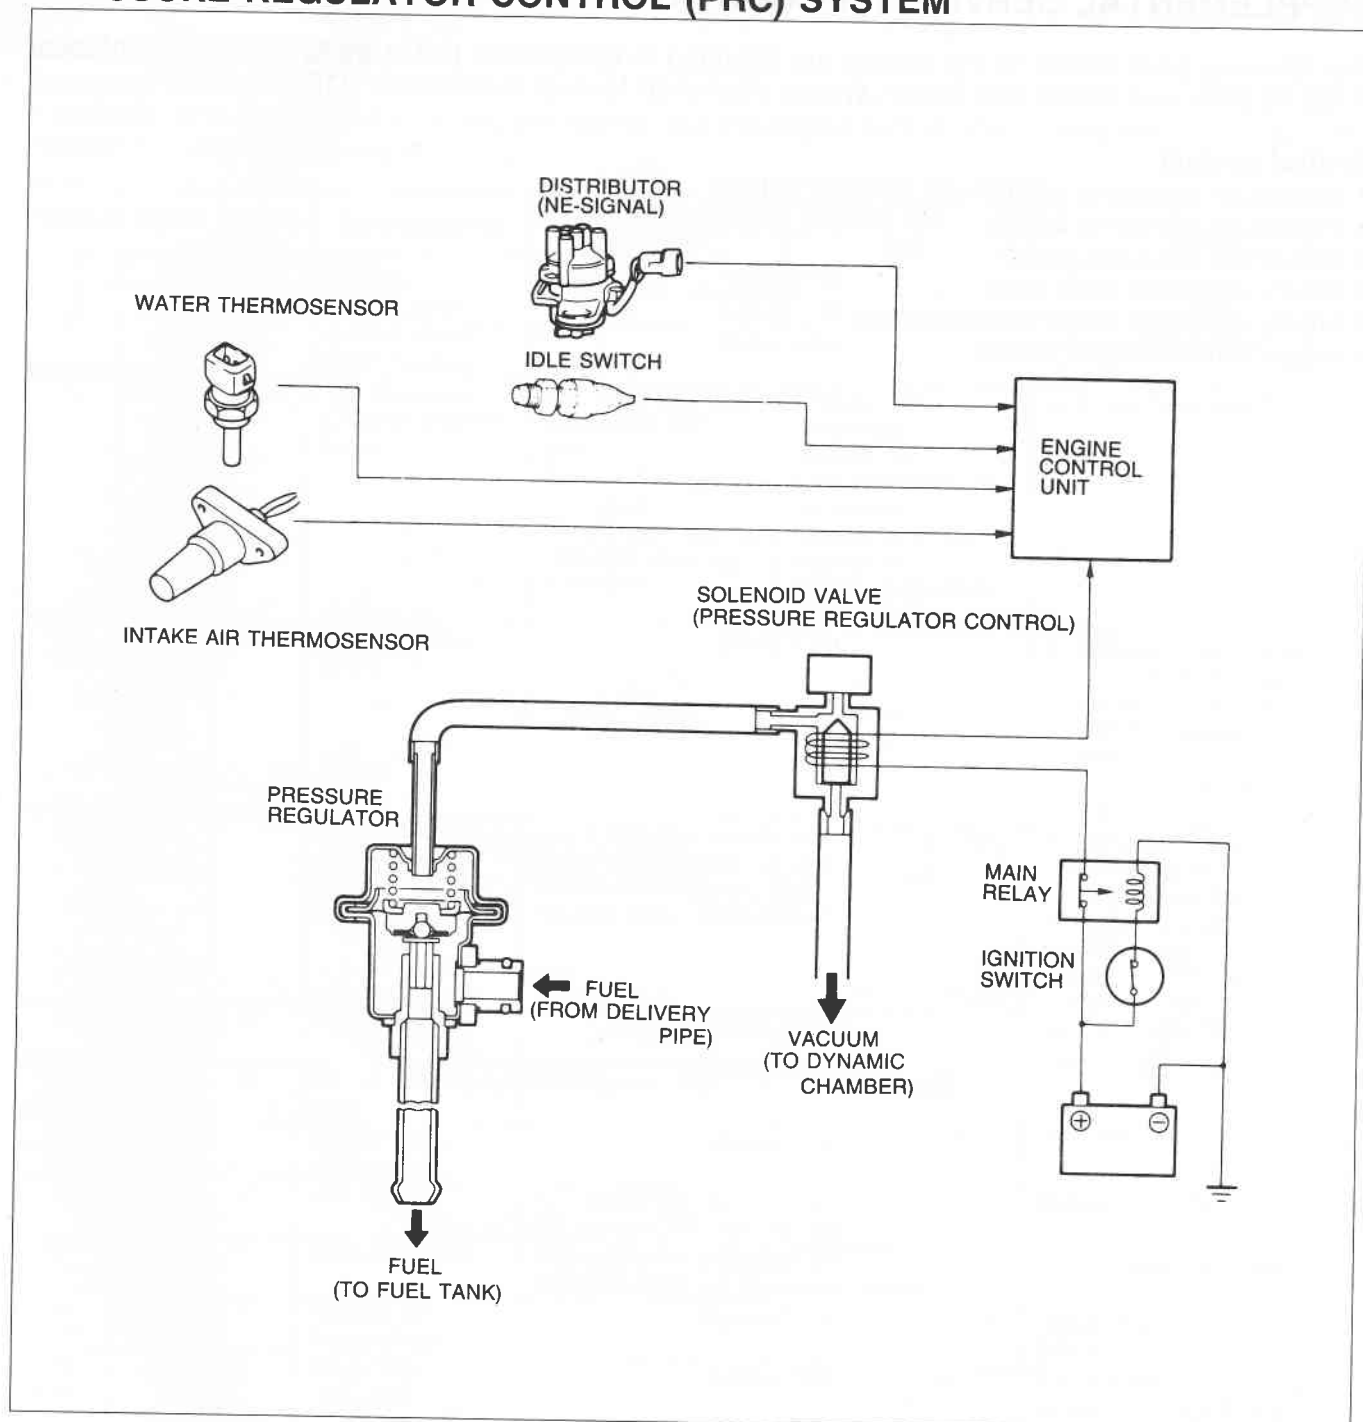 REGULATOR CONTROL (PRC) SYSTEM
DISTRIBUTOR
(NE-SIGNAL)
WATER THERMOSENSOR
IDLE SWITCH
ENGINE
CONTROL
UNIT
INTAKE AIR THERMOSENSOR
SOLENOID VALVE
(PRESSURE REGULATOR CONTROL)
PRESSURE
REGULATOR
MAIN
RELAY
IGNITION
SWITCH
FUEL
(FROM DELIVERY
PIPE)
VACUUM
(TO DYNAMIC
CHAMBER)
+
−
FUEL
(TO FUEL TANK)